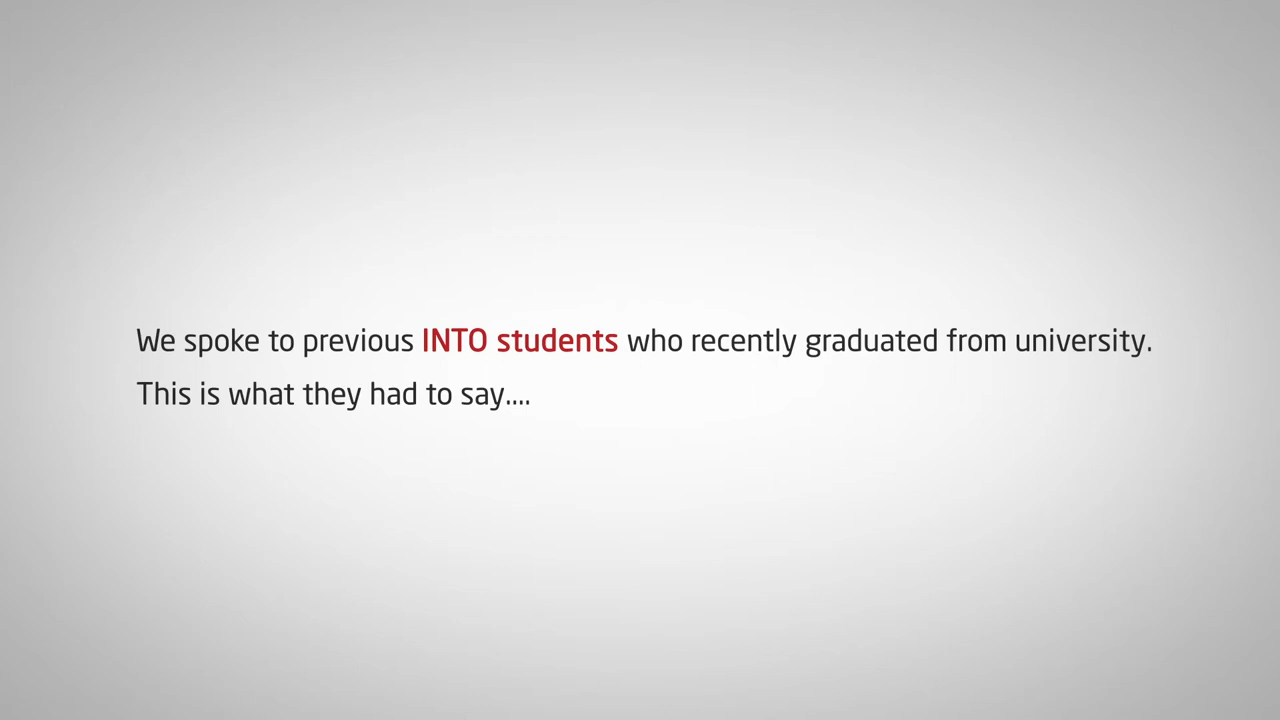 We spoke to previous INTO students who recently graduated from university.
This is what they had to say....